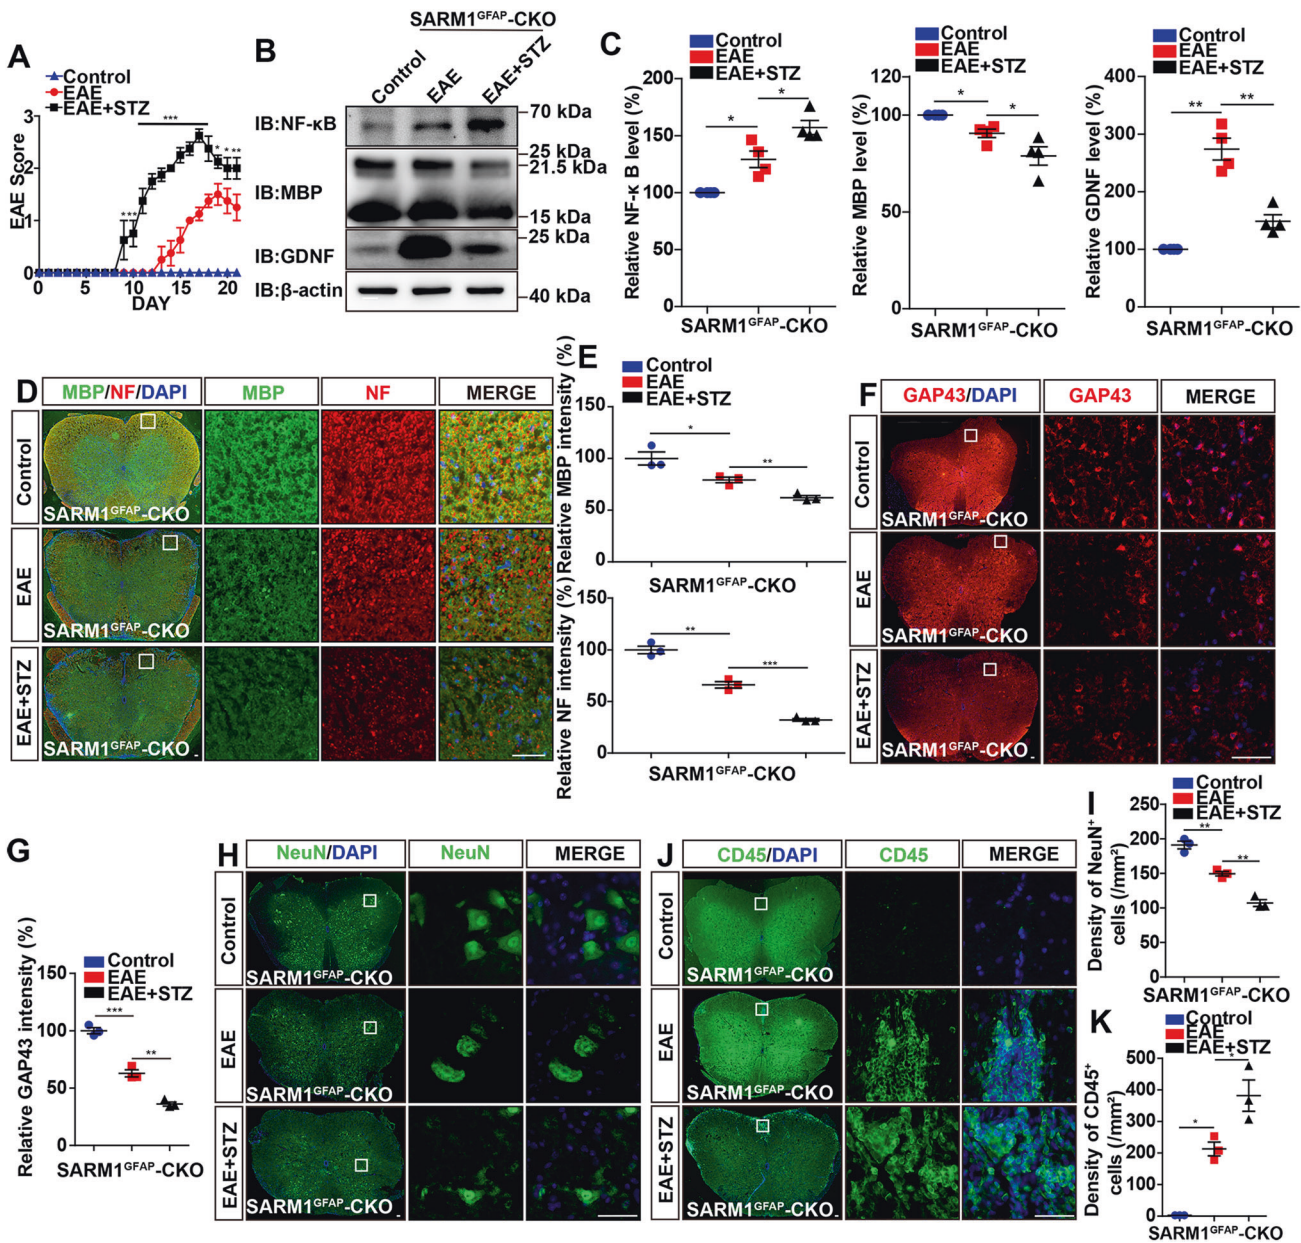 A
Control
EAE
EAE+STZ
EAE Score
3
2
1
0
***
***
* * **
0 5 10 15 20
DAY
B
SARM1GFAP-CKO
Control
EAE
EAE+STZ
IB:NF-κB
IB:MBP
IB:GDNF
IB:β-actin
70 kDa
25 kDa
21.5 kDa
15 kDa
25 kDa
40 kDa
C
Control
EAE
EAE+STZ
Relative NF-κ B level (%)
200
150
100
50
0
* *
SARM1GFAP-CKO
Control
EAE
EAE+STZ
Relative MBP level (%)
120
100
50
0
* *
SARM1GFAP-CKO
Control
EAE
EAE+STZ
Relative GDNF level (%)
400
300
200
100
0
** **
SARM1GFAP-CKO
D
MBP/NF/DAPI MBP NF MERGE
Control
SARM1GFAP-CKO
EAE
SARM1GFAP-CKO
EAE+STZ
SARM1GFAP-CKO
E
Control
EAE
EAE+STZ
Relative MBP intensity (%)
150
100
50
0
* **
SARM1GFAP-CKO
Relative NF intensity (%)
150
100
50
0
** ***
SARM1GFAP-CKO
F
GAP43/DAPI GAP43 MERGE
Control
SARM1GFAP-CKO
EAE
SARM1GFAP-CKO
EAE+STZ
SARM1GFAP-CKO
G
Control
EAE
EAE+STZ
Relative GAP43 intensity (%)
150
100
50
0
*** **
SARM1GFAP-CKO
H
NeuN/DAPI NeuN MERGE
Control
SARM1GFAP-CKO
EAE
SARM1GFAP-CKO
EAE+STZ
SARM1GFAP-CKO
J
CD45/DAPI CD45 MERGE
Control
SARM1GFAP-CKO
EAE
SARM1GFAP-CKO
EAE+STZ
SARM1GFAP-CKO
I
Control
EAE
EAE+STZ
Density of NeuN+
cells (/mm²)
250
200
150
100
50
0
** **
SARM1GFAP-CKO
K
Control
EAE
EAE+STZ
Density of CD45+
cells (/mm²)
500
400
300
200
100
0
* *
SARM1GFAP-CKO